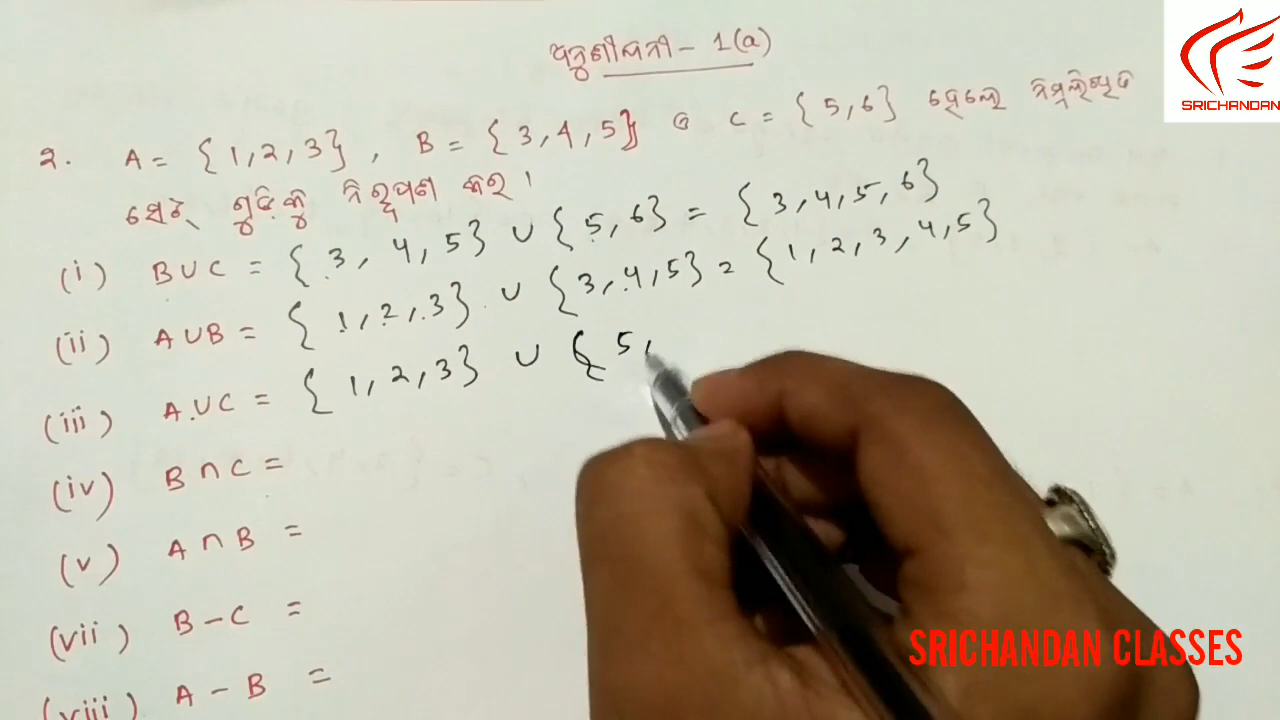 ଅନୁଶୀଳନୀ - 1(a)
SRICHANDAN
2. A = {1,2,3}, B = {3,4,5} ଓ C = {5,6} ହେଲେ ନିମ୍ନଲିଖିତ
ସେଟ୍ ଗୁଡ଼ିକୁ ନିରୂପଣ କର ।
(i) B∪C = {3, 4, 5} ∪ {5, 6} = {3, 4, 5, 6}
(ii) A∪B = {1, 2, 3} ∪ {3, 4, 5} = {1, 2, 3, 4, 5}
(iii) A∪C = {1, 2, 3} ∪ {5,
(iv) B∩C =
(v) A∩B =
(vii) B-C =
(viii) A-B =
SRICHANDAN CLASSES